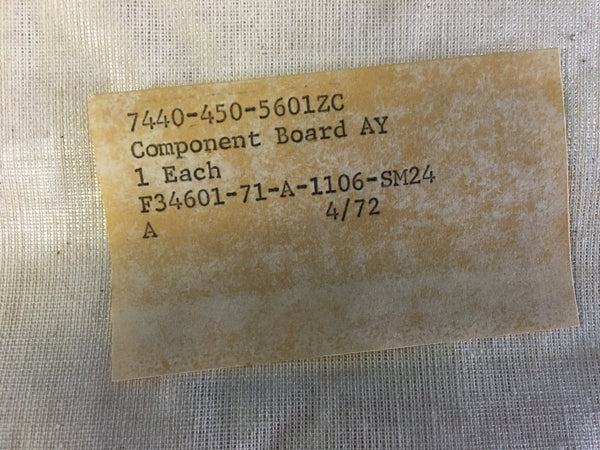 7440-450-5601ZC
Component Board AY
1 Each
F34601-71-A-1106-SM24
A 4/72